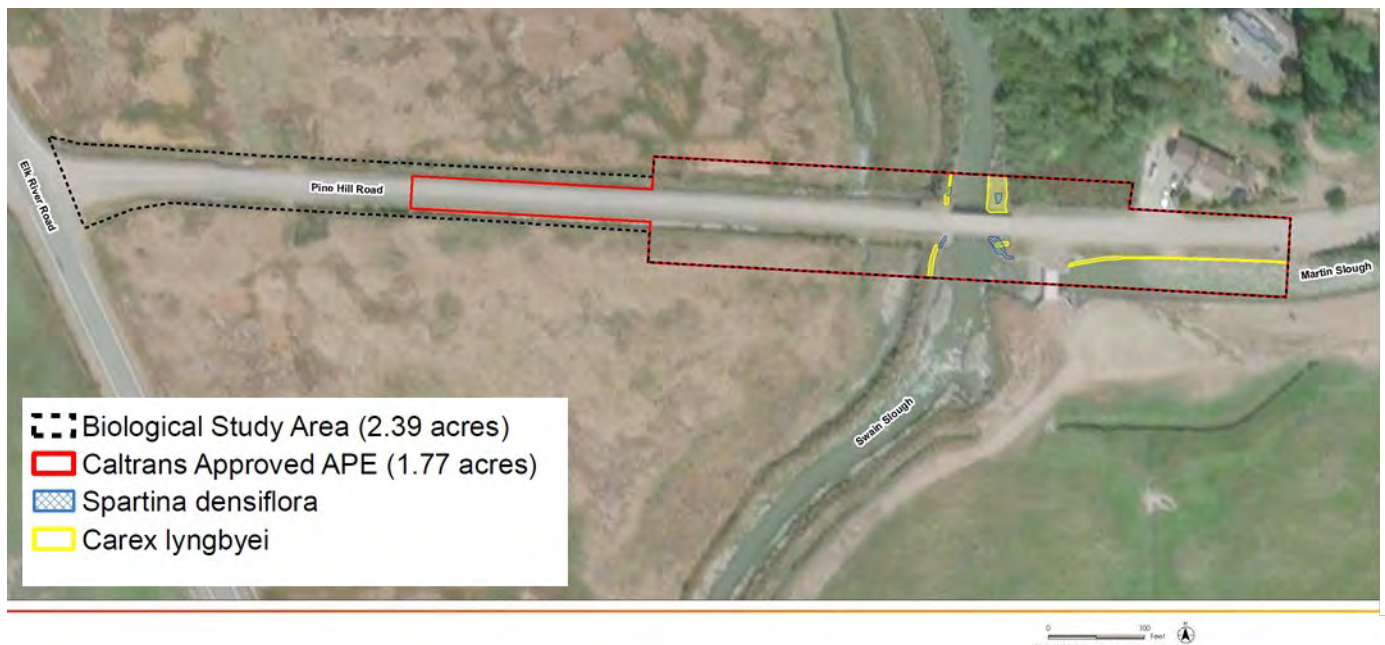 Elk River Road
Pine Hill Road
Martin Slough
Swain Slough
Biological Study Area (2.39 acres)
Caltrans Approved APE (1.77 acres)
Spartina densiflora
Carex lyngbyei
0 100
Feet
N